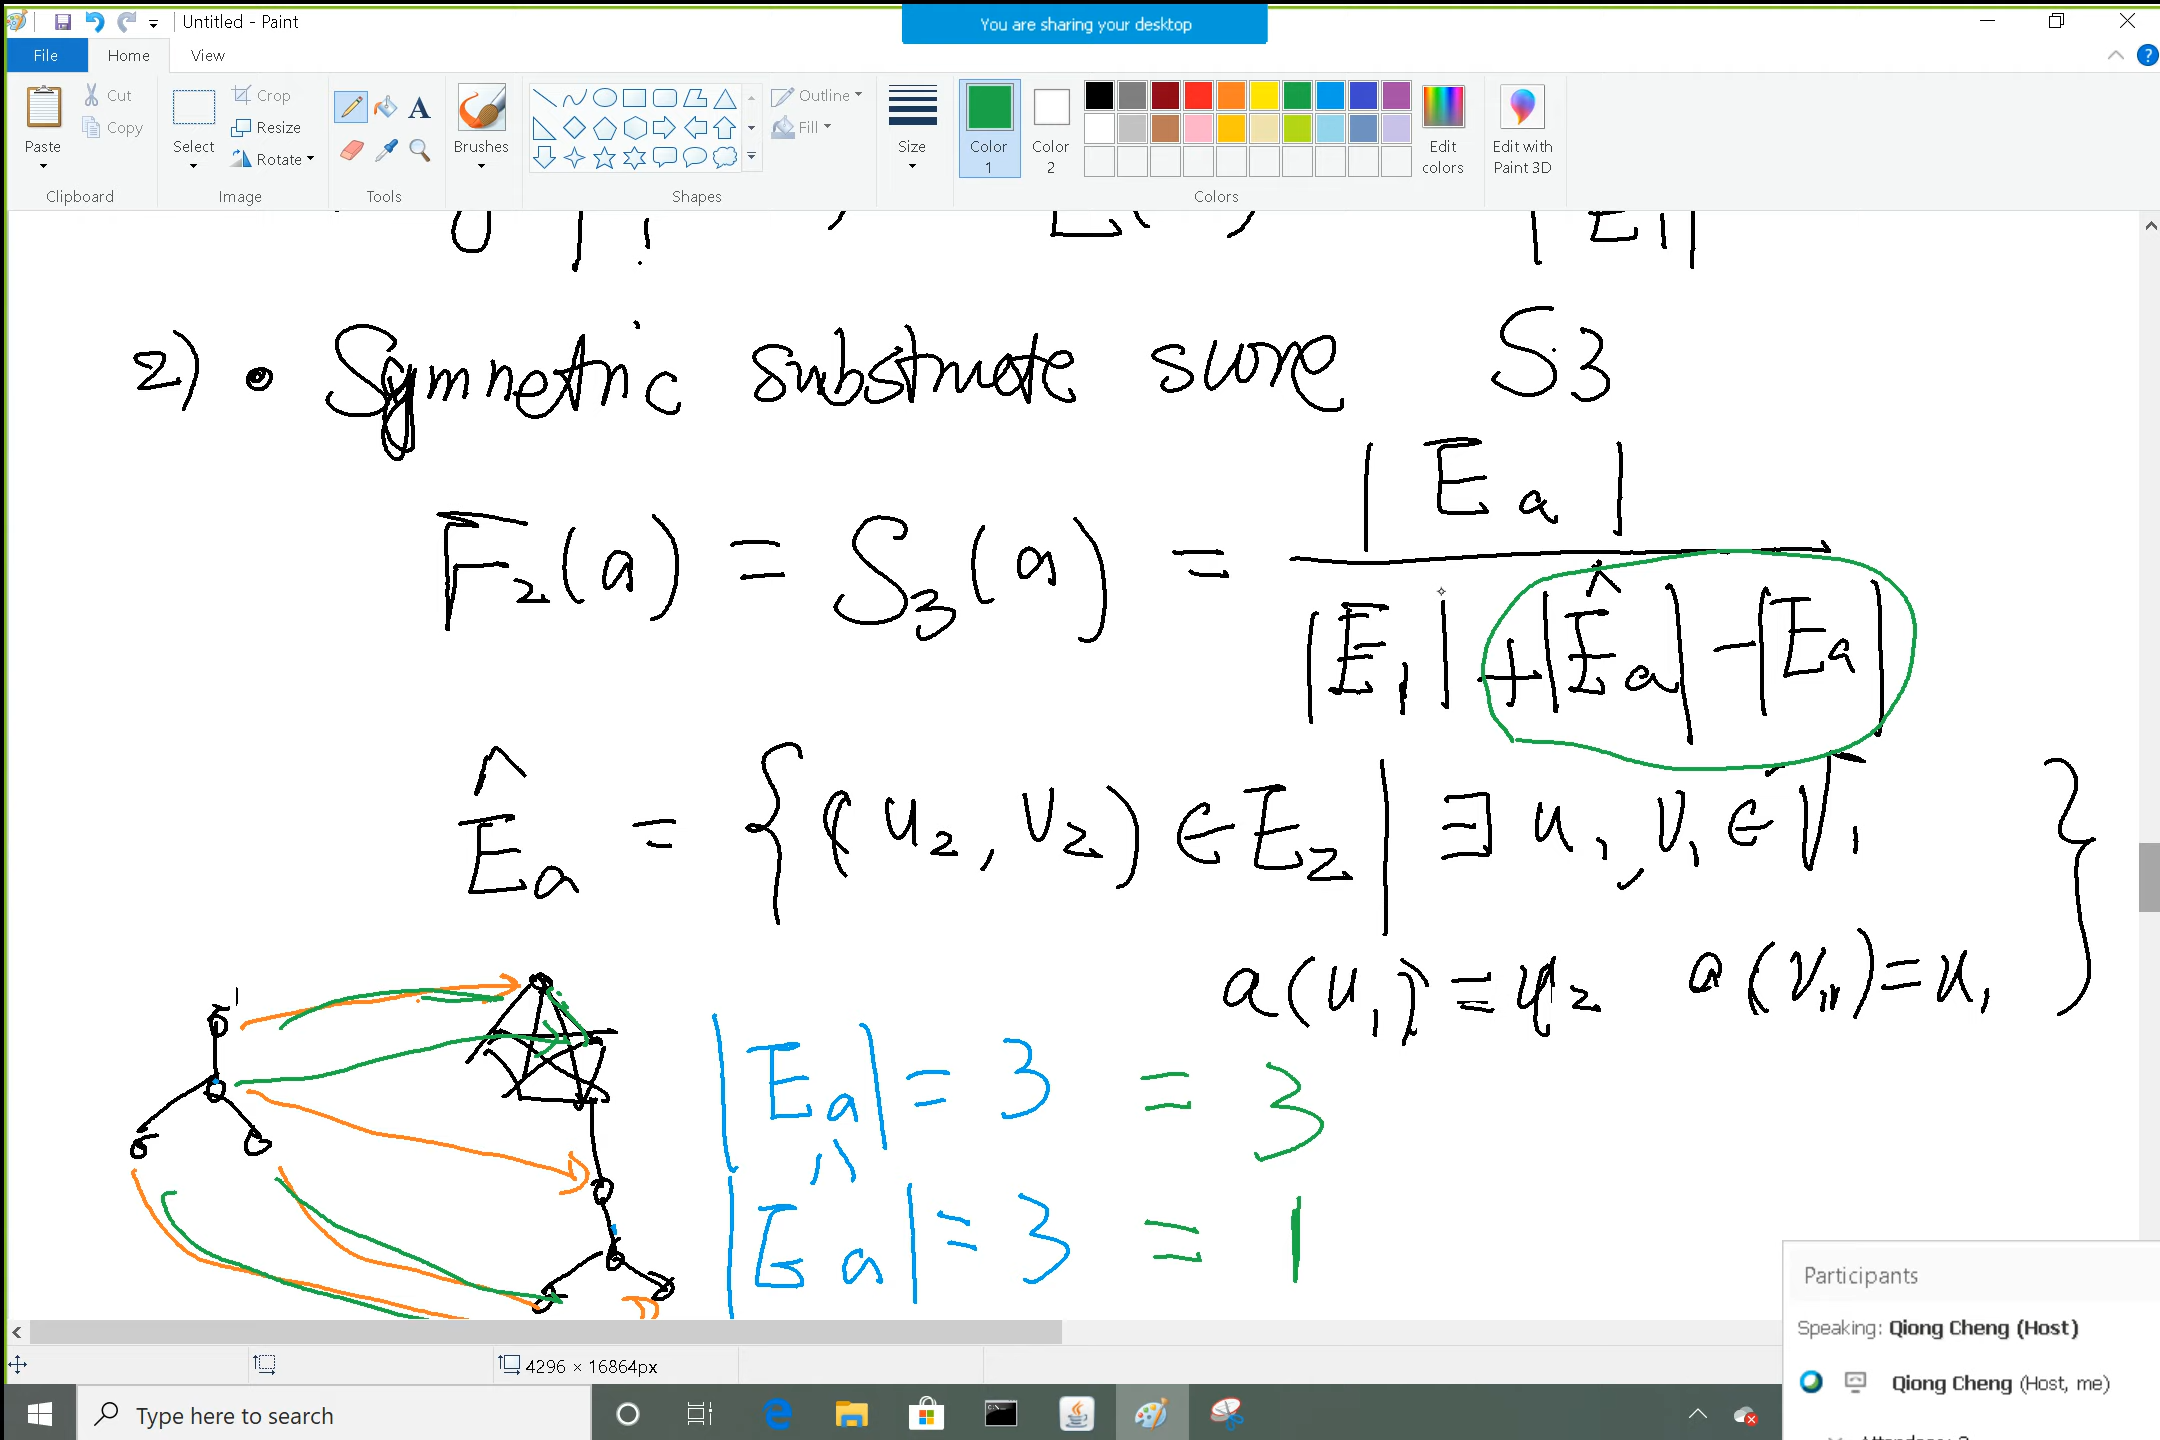 Untitled - Paint
You are sharing your desktop
File Home View
Paste
Cut
Copy
Clipboard
Select
Crop
Resize
Rotate
Image
Tools
Brushes
Outline
Fill
Shapes
Size
Color 1
Color 2
Colors
Edit colors
Edit with Paint 3D
|E1|
2) • Symmetric substrate score S3
F2(a) = S3(a) = |Ea| / |E1| + |Êa| - |Ea|
Êa = { (u2, v2) ∈ E2 | ∃ u1, v1 ∈ V1
a(u1) = u2 a(v1) = u1 }
|Ea| = 3 = 3
|Êa| = 3 = 1
4296 × 16864px
Participants
Speaking: Qiong Cheng (Host)
Qiong Cheng (Host, me)
Type here to search